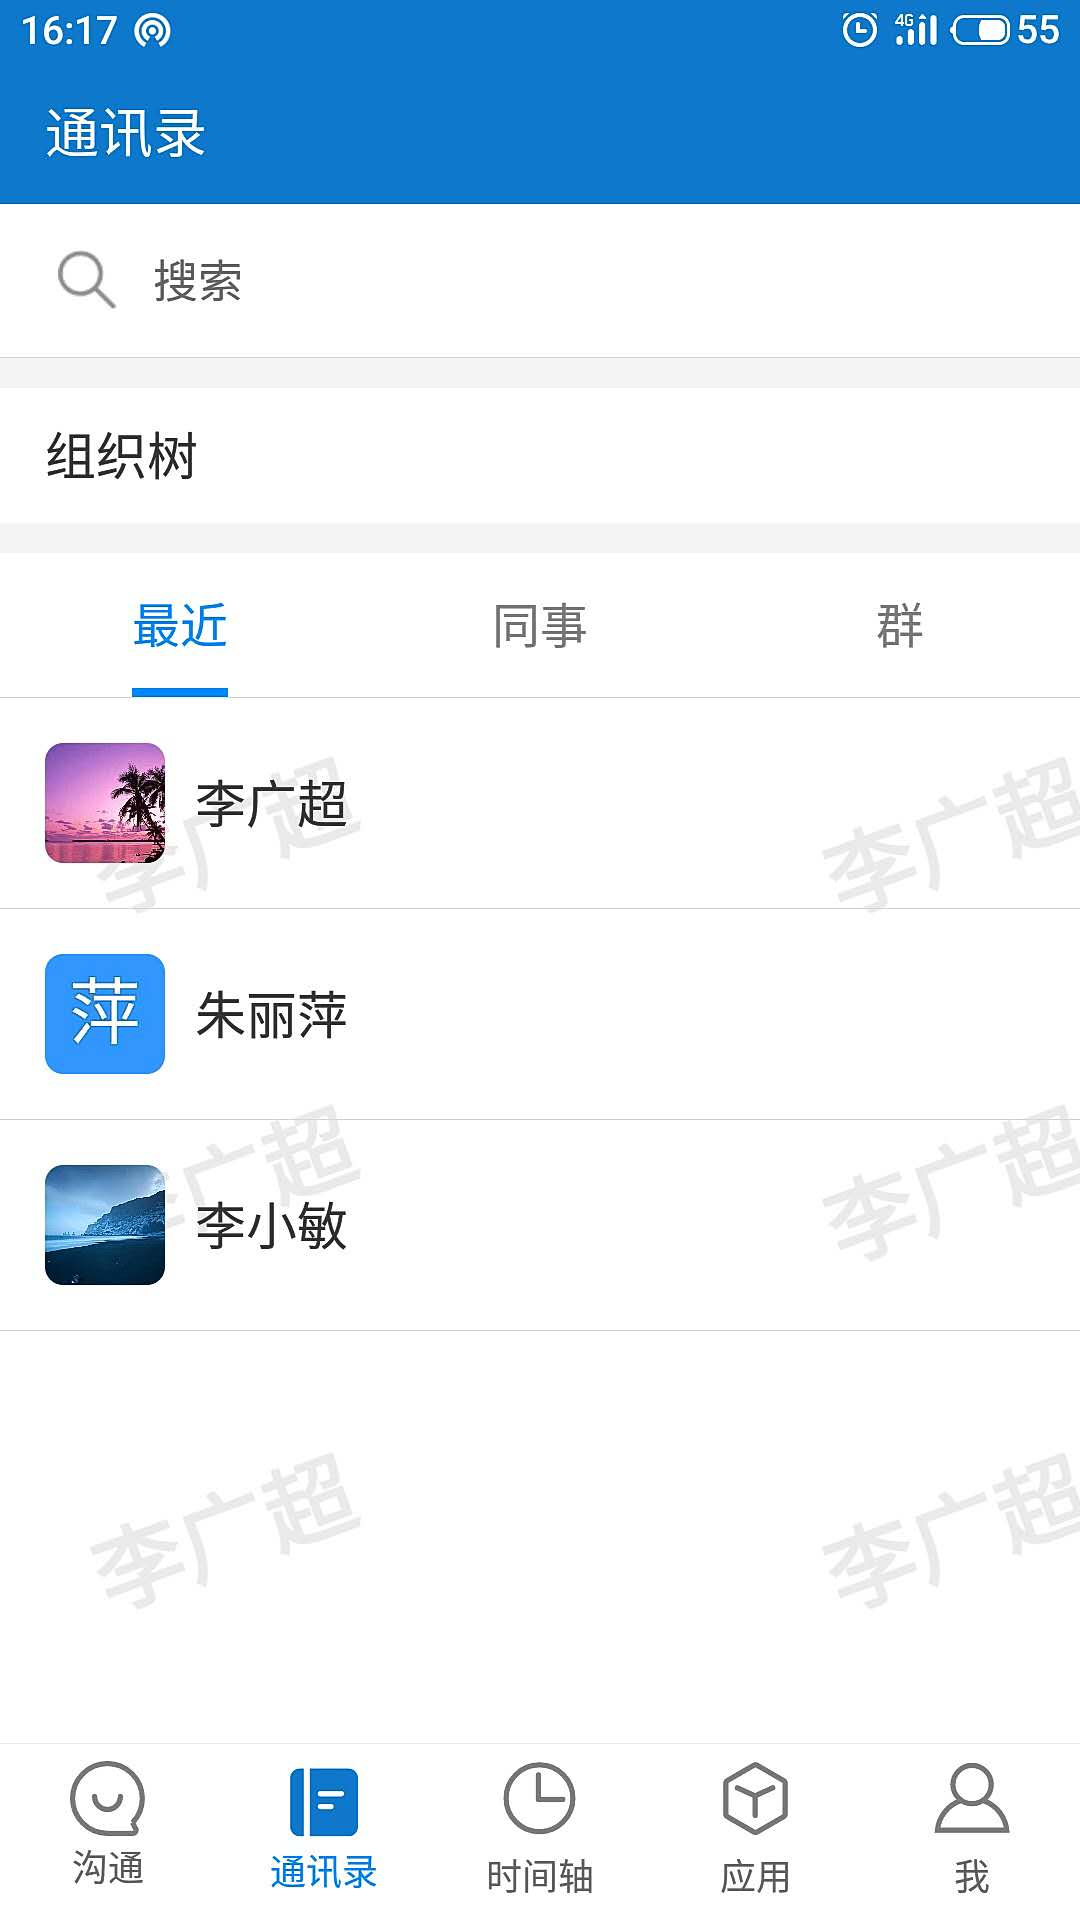 16:17 4G 55
通讯录
搜索
组织树
最近 同事 群
李广超
李广超 李广超
萍 朱丽萍
李广超 李广超
李小敏
李广超 李广超
沟通 通讯录 时间轴 应用 我